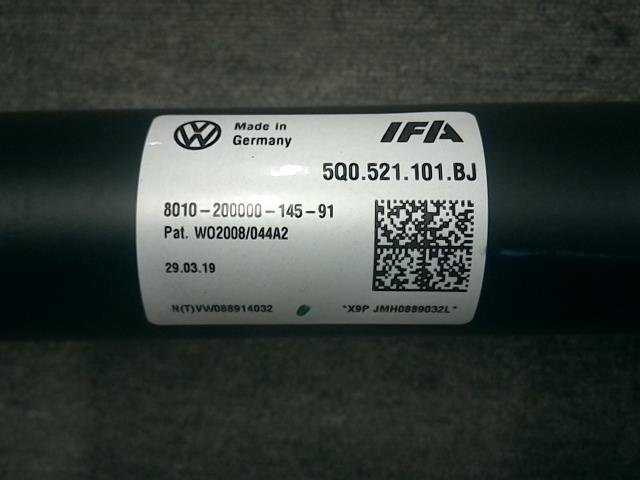 VW
Made in
Germany
IFA
5Q0.521.101.BJ
8010-200000-145-91
Pat. WO2008/044A2
29.03.19
N(T)VW088914032
*X9P JMH0889032L*